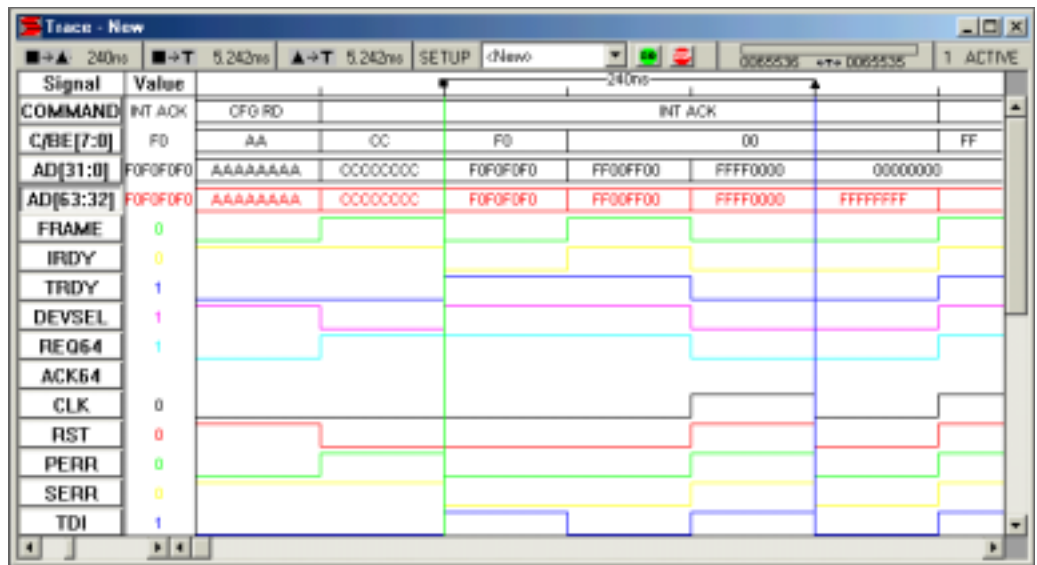 Trace - New
240ns 5.242ms T 5.242ms SETUP <New> 0065536 0065535 1 ACTIVE
Signal Value 240ns
COMMAND INT ACK CFG RD INT ACK
C/BE[7:0] F0 AA CC F0 00 FF
AD[31:0] F0F0F0F0 AAAAAAAA CCCCCCCC F0F0F0F0 FF00FF00 FFFF0000 00000000
AD[63:32] F0F0F0F0 AAAAAAAA CCCCCCCC F0F0F0F0 FF00FF00 FFFF0000 FFFFFFFF
FRAME 0
IRDY 0
TRDY 1
DEVSEL 1
REQ64 1
ACK64
CLK 0
RST 0
PERR 0
SERR 0
TDI 1